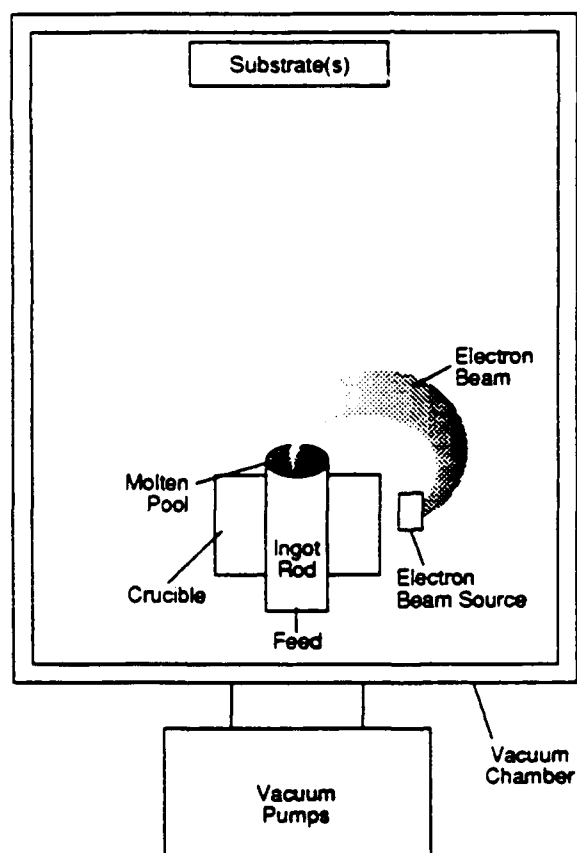 Substrate(s)
Electron
Beam
Molten
Pool
Ingot
Rod
Crucible
Electron
Beam Source
Feed
Vacuum
Chamber
Vacuum
Pumps